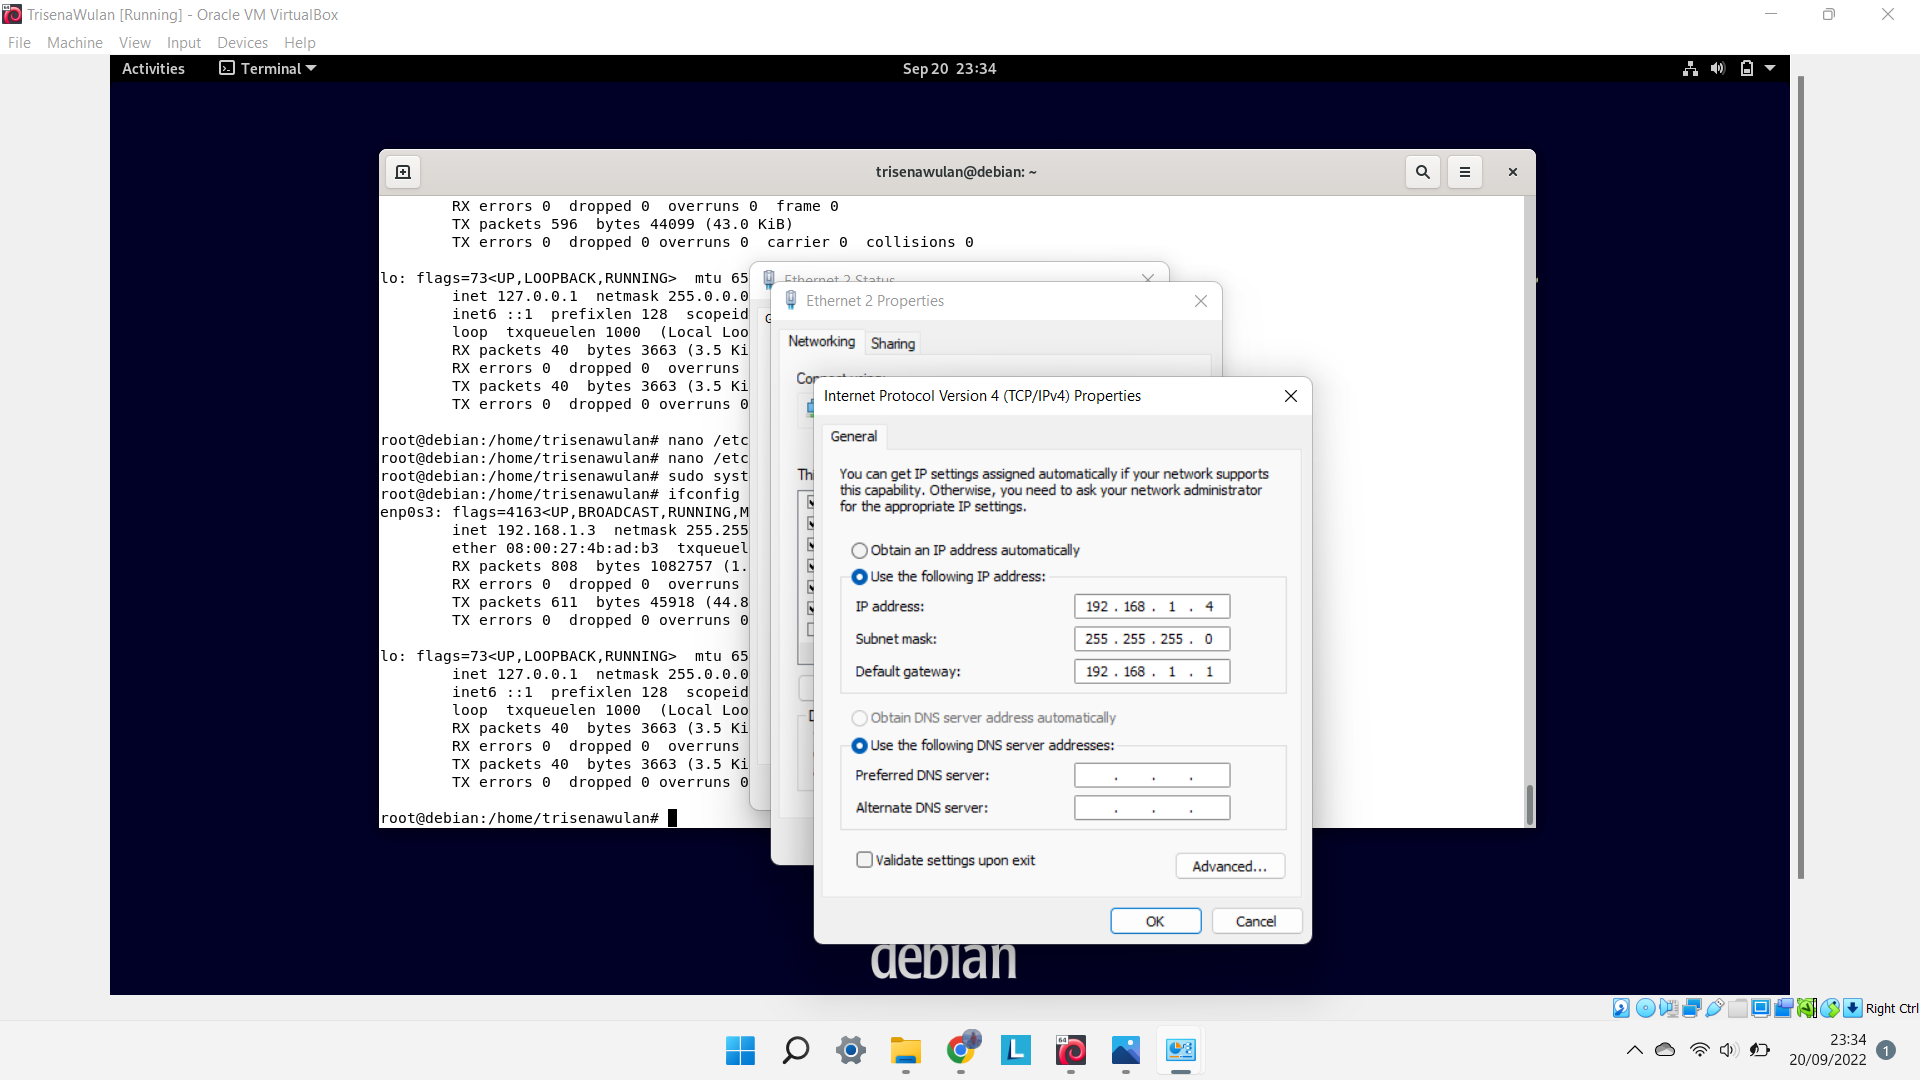 TrisenaWulan [Running] - Oracle VM VirtualBox
File Machine View Input Devices Help
Activities Terminal Sep 20 23:34
trisenawulan@debian: ~
RX errors 0 dropped 0 overruns 0 frame 0
TX packets 596 bytes 44099 (43.0 KiB)
TX errors 0 dropped 0 overruns 0 carrier 0 collisions 0
lo: flags=73<UP,LOOPBACK,RUNNING> mtu 65
inet 127.0.0.1 netmask 255.0.0.0
inet6 ::1 prefixlen 128 scopeid
loop txqueuelen 1000 (Local Loo
RX packets 40 bytes 3663 (3.5 Ki
RX errors 0 dropped 0 overruns
TX packets 40 bytes 3663 (3.5 Ki
TX errors 0 dropped 0 overruns 0
root@debian:/home/trisenawulan# nano /etc
root@debian:/home/trisenawulan# nano /etc
root@debian:/home/trisenawulan# sudo syst
root@debian:/home/trisenawulan# ifconfig
enp0s3: flags=4163<UP,BROADCAST,RUNNING,M
inet 192.168.1.3 netmask 255.255
ether 08:00:27:4b:ad:b3 txqueuel
RX packets 808 bytes 1082757 (1.
RX errors 0 dropped 0 overruns
TX packets 611 bytes 45918 (44.8
TX errors 0 dropped 0 overruns 0
lo: flags=73<UP,LOOPBACK,RUNNING> mtu 65
inet 127.0.0.1 netmask 255.0.0.0
inet6 ::1 prefixlen 128 scopeid
loop txqueuelen 1000 (Local Loo
RX packets 40 bytes 3663 (3.5 Ki
RX errors 0 dropped 0 overruns
TX packets 40 bytes 3663 (3.5 Ki
TX errors 0 dropped 0 overruns 0
root@debian:/home/trisenawulan#
Ethernet 2 Status
Ethernet 2 Properties
Networking Sharing
Internet Protocol Version 4 (TCP/IPv4) Properties
General
You can get IP settings assigned automatically if your network supports
this capability. Otherwise, you need to ask your network administrator
for the appropriate IP settings.
Obtain an IP address automatically
Use the following IP address:
IP address: 192 . 168 . 1 . 4
Subnet mask: 255 . 255 . 255 . 0
Default gateway: 192 . 168 . 1 . 1
Obtain DNS server address automatically
Use the following DNS server addresses:
Preferred DNS server: . . .
Alternate DNS server: . . .
Validate settings upon exit
Advanced...
OK Cancel
debian
Right Ctrl
23:34
20/09/2022
1